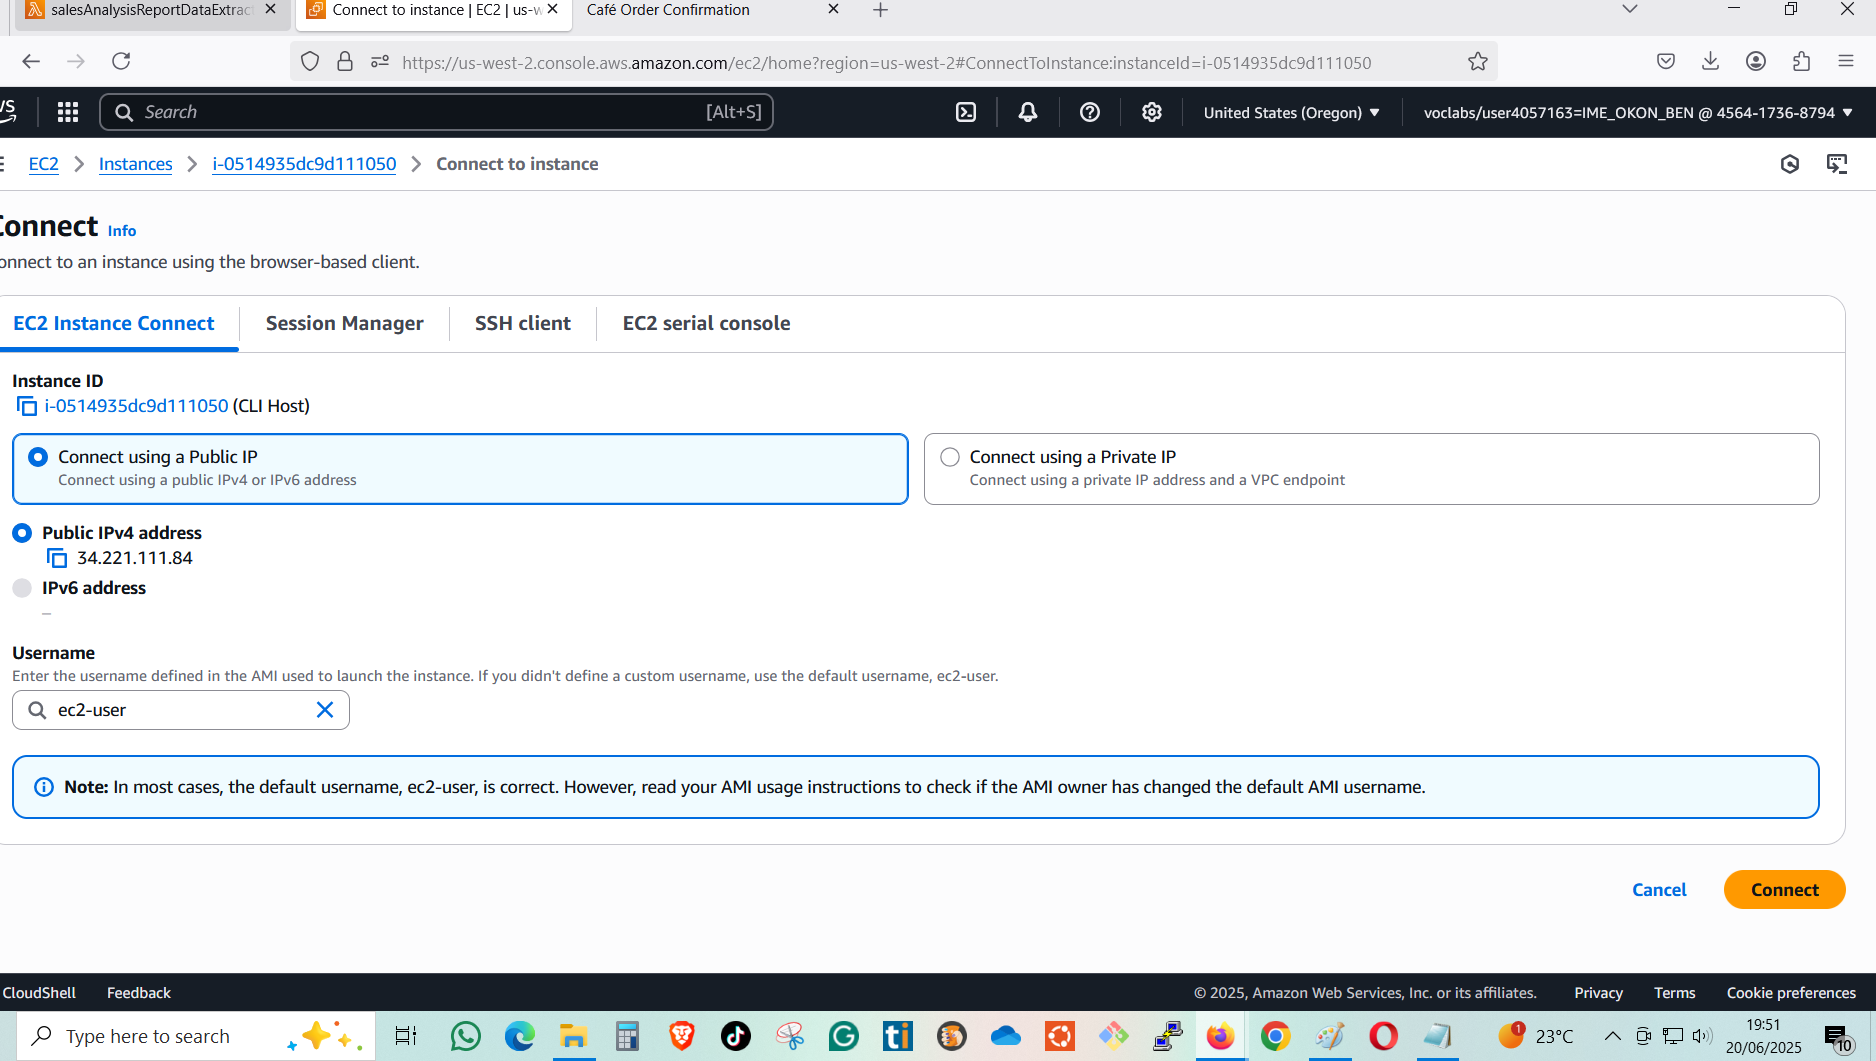 salesAnalysisReportDataExtract
Connect to instance | EC2 | us-w
Café Order Confirmation
https://us-west-2.console.aws.amazon.com/ec2/home?region=us-west-2#ConnectToInstance:instanceId=i-0514935dc9d111050
Search
[Alt+S]
United States (Oregon)
voclabs/user4057163=IME_OKON_BEN @ 4564-1736-8794
EC2
Instances
i-0514935dc9d111050
Connect to instance
Connect Info
onnect to an instance using the browser-based client.
EC2 Instance Connect
Session Manager
SSH client
EC2 serial console
Instance ID
i-0514935dc9d111050 (CLI Host)
Connect using a Public IP
Connect using a public IPv4 or IPv6 address
Connect using a Private IP
Connect using a private IP address and a VPC endpoint
Public IPv4 address
34.221.111.84
IPv6 address
–
Username
Enter the username defined in the AMI used to launch the instance. If you didn't define a custom username, use the default username, ec2-user.
ec2-user
Note: In most cases, the default username, ec2-user, is correct. However, read your AMI usage instructions to check if the AMI owner has changed the default AMI username.
Cancel
Connect
CloudShell
Feedback
© 2025, Amazon Web Services, Inc. or its affiliates.
Privacy
Terms
Cookie preferences
Type here to search
ti
1
23°C
19:51
20/06/2025
10